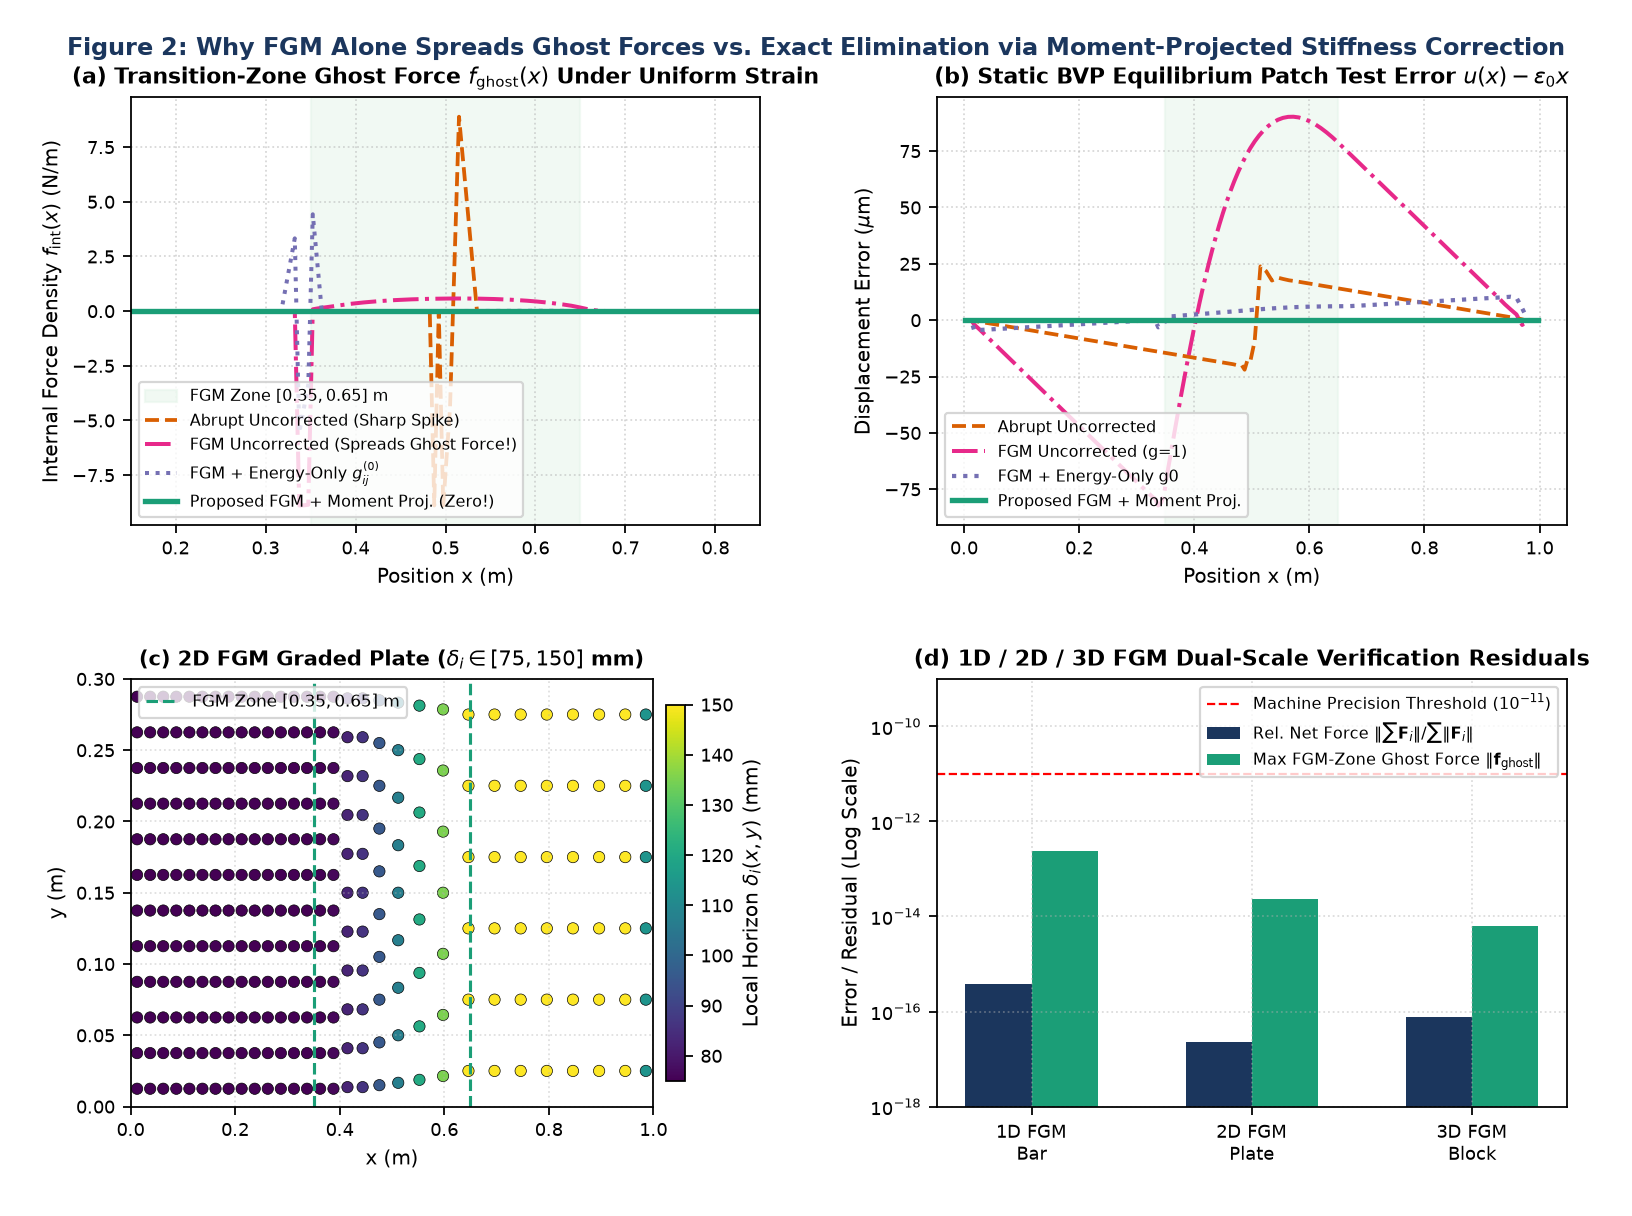 Figure 2: Why FGM Alone Spreads Ghost Forces vs. Exact Elimination via Moment-Projected Stiffness Correction
(a) Transition-Zone Ghost Force f_ghost(x) Under Uniform Strain
Internal Force Density f_int(x) (N/m)
7.5
5.0
2.5
0.0
−2.5
−5.0
−7.5
FGM Zone [0.35, 0.65] m
Abrupt Uncorrected (Sharp Spike)
FGM Uncorrected (Spreads Ghost Force!)
FGM + Energy-Only g_ij^(0)
Proposed FGM + Moment Proj. (Zero!)
0.2 0.3 0.4 0.5 0.6 0.7 0.8
Position x (m)
(b) Static BVP Equilibrium Patch Test Error u(x) − ε₀x
Displacement Error (μm)
75
50
25
0
−25
−50
−75
Abrupt Uncorrected
FGM Uncorrected (g=1)
FGM + Energy-Only g0
Proposed FGM + Moment Proj.
0.0 0.2 0.4 0.6 0.8 1.0
Position x (m)
(c) 2D FGM Graded Plate (δᵢ ∈ [75, 150] mm)
y (m)
0.30
0.25
0.20
0.15
0.10
0.05
0.00
FGM Zone [0.35, 0.65] m
0.0 0.2 0.4 0.6 0.8 1.0
x (m)
150
140
130
120
110
100
90
80
Local Horizon δᵢ(x, y) (mm)
(d) 1D / 2D / 3D FGM Dual-Scale Verification Residuals
Error / Residual (Log Scale)
10⁻¹⁰
10⁻¹²
10⁻¹⁴
10⁻¹⁶
10⁻¹⁸
Machine Precision Threshold (10⁻¹¹)
Rel. Net Force ‖∑Fᵢ‖/∑‖Fᵢ‖
Max FGM-Zone Ghost Force ‖f_ghost‖
1D FGM
Bar
2D FGM
Plate
3D FGM
Block